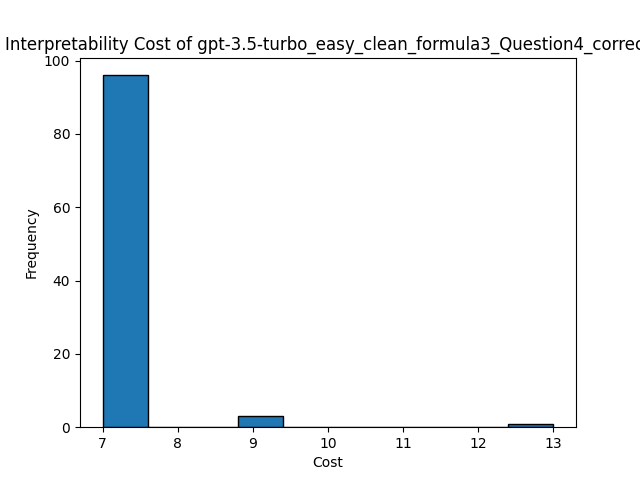 Interpretability Cost of gpt-3.5-turbo_easy_clean_formula3_Question4_correc
100
80
60
40
20
0
Frequency
7 8 9 10 11 12 13
Cost